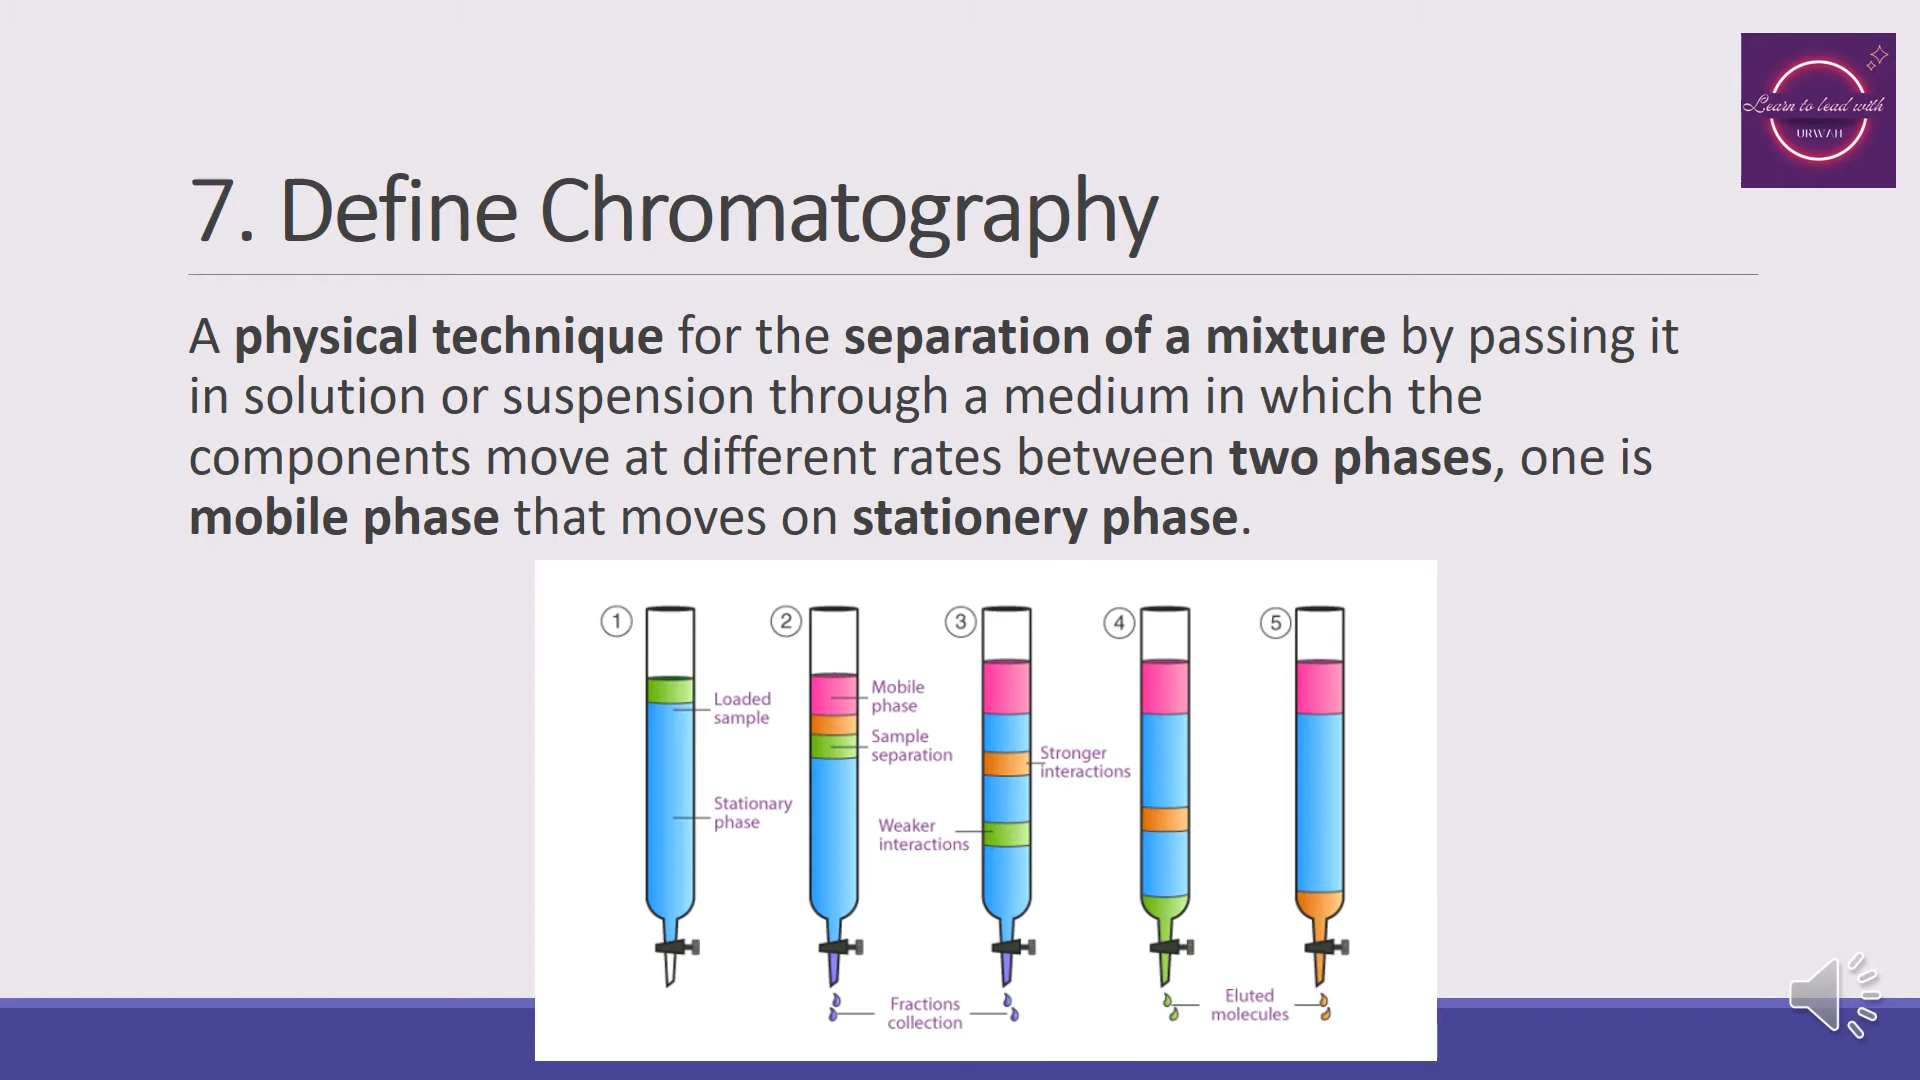 Learn to lead with
URWAH
7. Define Chromatography
A physical technique for the separation of a mixture by passing it
in solution or suspension through a medium in which the
components move at different rates between two phases, one is
mobile phase that moves on stationery phase.
1
2
3
4
5
Loaded
sample
Stationary
phase
Mobile
phase
Sample
separation
Weaker
interactions
Stronger
interactions
Fractions
collection
Eluted
molecules